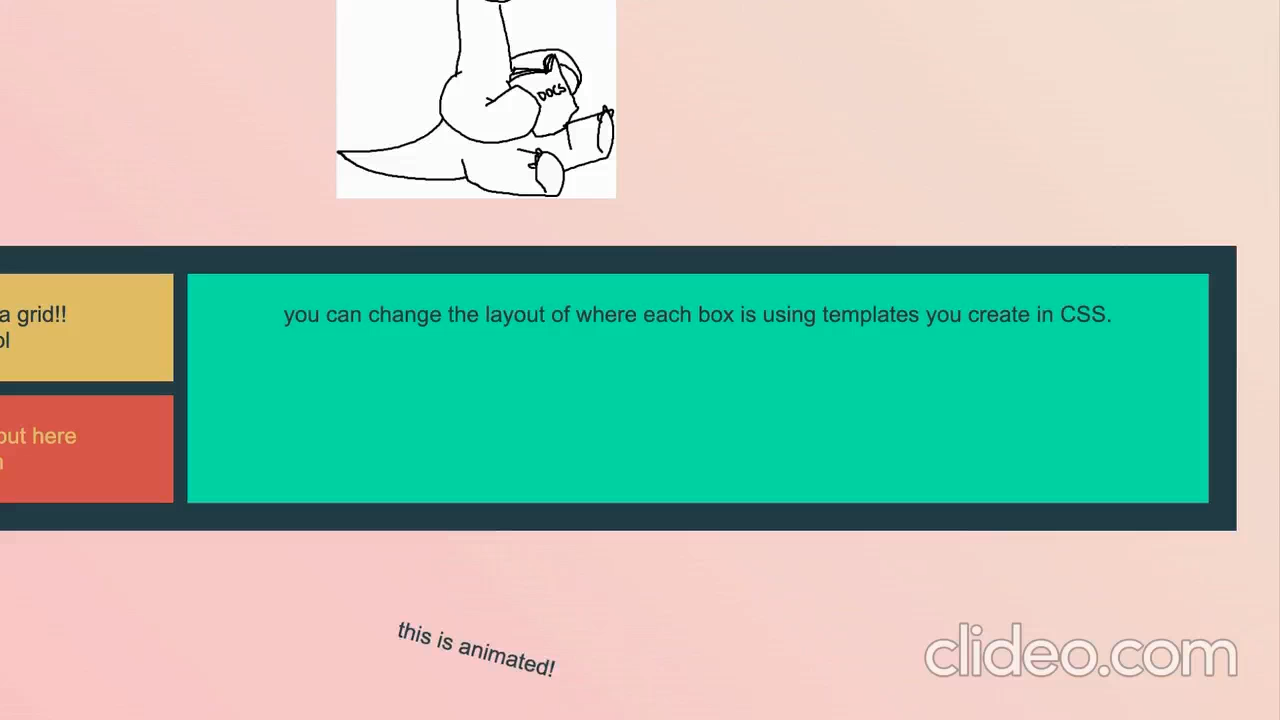 DOCS
a grid!!
ol
you can change the layout of where each box is using templates you create in CSS.
out here
this is animated!
clideo.com